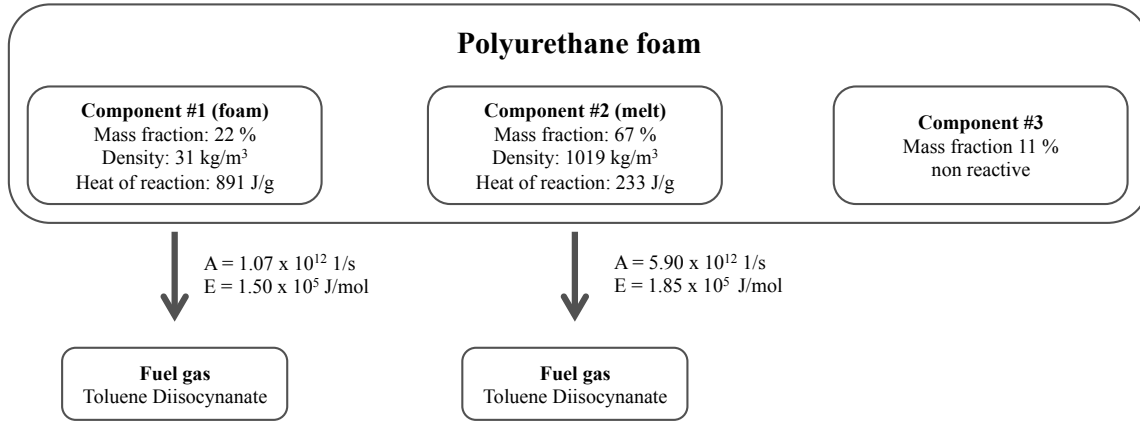 Polyurethane foam
Component #1 (foam)
Mass fraction: 22 %
Density: 31 kg/m³
Heat of reaction: 891 J/g
Component #2 (melt)
Mass fraction: 67 %
Density: 1019 kg/m³
Heat of reaction: 233 J/g
Component #3
Mass fraction 11 %
non reactive
A = 1.07 x 10¹² 1/s
E = 1.50 x 10⁵ J/mol
A = 5.90 x 10¹² 1/s
E = 1.85 x 10⁵ J/mol
Fuel gas
Toluene Diisocynanate
Fuel gas
Toluene Diisocynanate